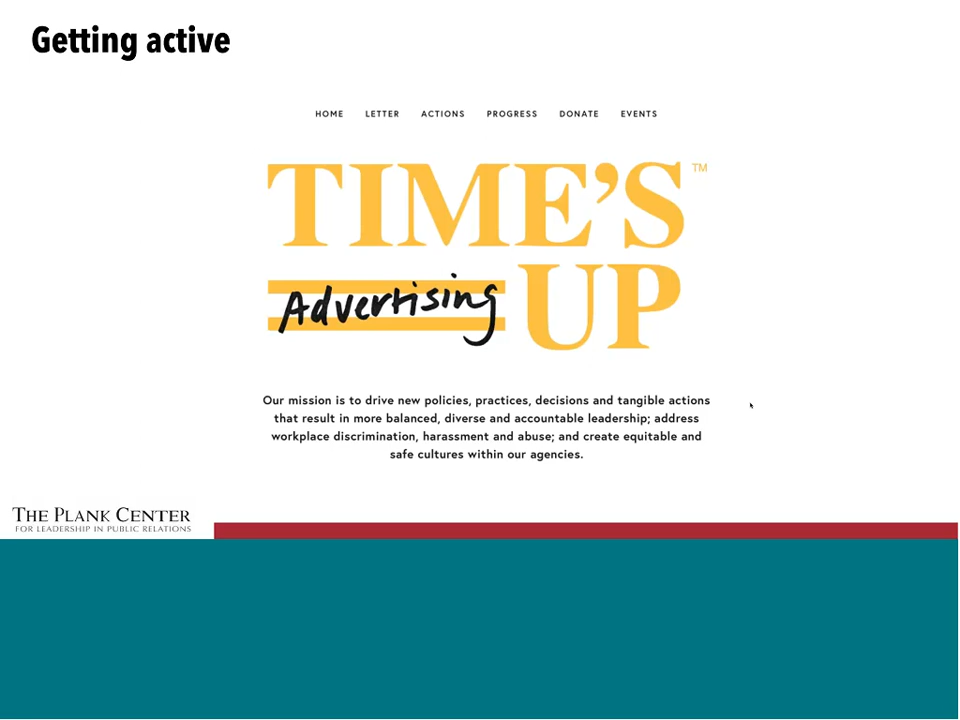 Getting active
HOME LETTER ACTIONS PROGRESS DONATE EVENTS
TIME'S™
Advertising UP
Our mission is to drive new policies, practices, decisions and tangible actions
that result in more balanced, diverse and accountable leadership; address
workplace discrimination, harassment and abuse; and create equitable and
safe cultures within our agencies.
THE PLANK CENTER
FOR LEADERSHIP IN PUBLIC RELATIONS